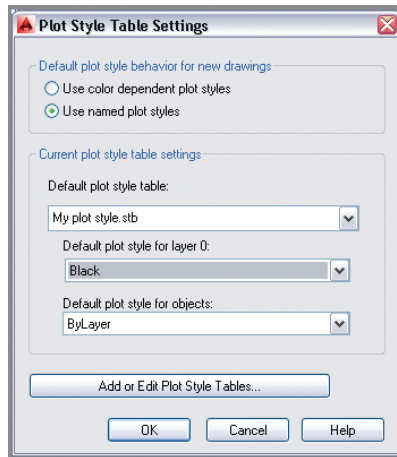 Plot Style Table Settings
Default plot style behavior for new drawings
Use color dependent plot styles
Use named plot styles
Current plot style table settings
Default plot style table:
My plot style.stb
Default plot style for layer 0:
Black
Default plot style for objects:
ByLayer
Add or Edit Plot Style Tables...
OK Cancel Help